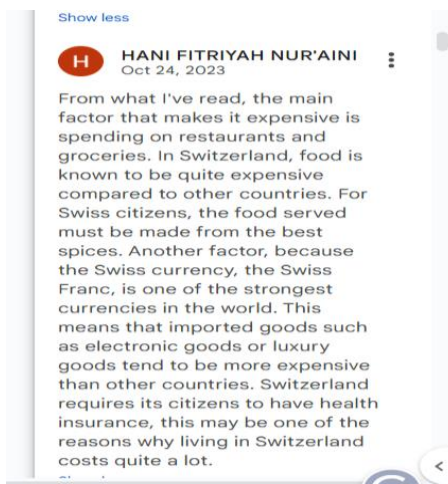 Show less
H
HANI FITRIYAH NUR'AINI
Oct 24, 2023
From what I've read, the main
factor that makes it expensive is
spending on restaurants and
groceries. In Switzerland, food is
known to be quite expensive
compared to other countries. For
Swiss citizens, the food served
must be made from the best
spices. Another factor, because
the Swiss currency, the Swiss
Franc, is one of the strongest
currencies in the world. This
means that imported goods such
as electronic goods or luxury
goods tend to be more expensive
than other countries. Switzerland
requires its citizens to have health
insurance, this may be one of the
reasons why living in Switzerland
costs quite a lot.